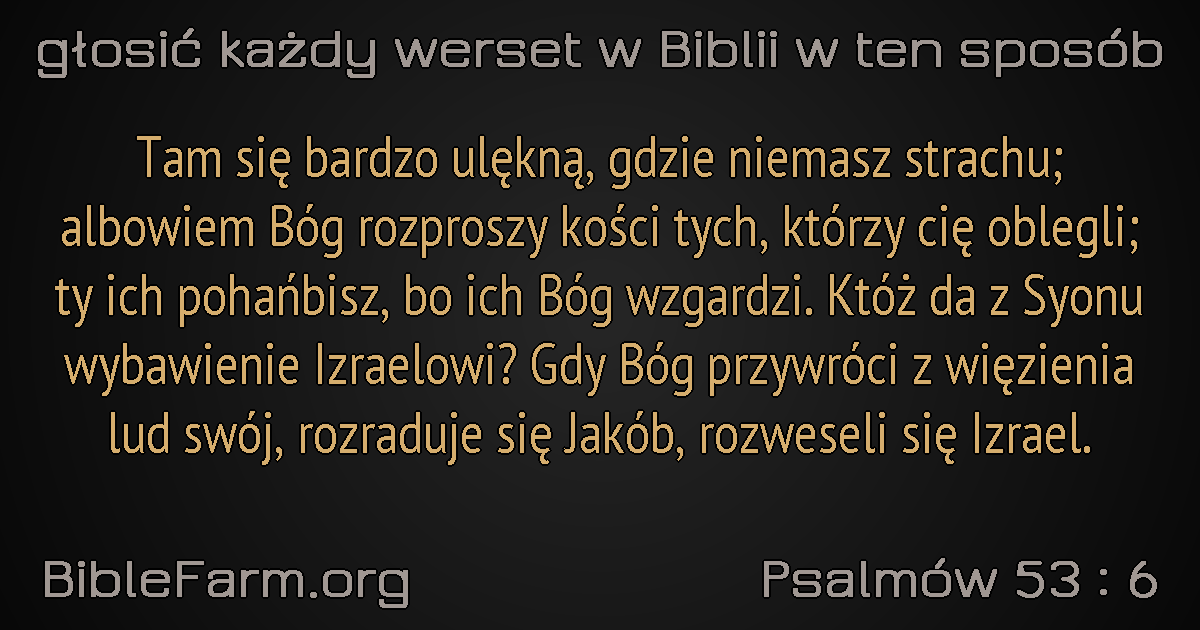 głosić każdy werset w Biblii w ten sposób
Tam się bardzo ulękną, gdzie niemasz strachu;
albowiem Bóg rozproszy kości tych, którzy cię oblegli;
ty ich pohańbisz, bo ich Bóg wzgardzi. Któż da z Syonu
wybawienie Izraelowi? Gdy Bóg przywróci z więzienia
lud swój, rozraduje się Jakób, rozweseli się Izrael.
BibleFarm.org
Psalmów 53 : 6